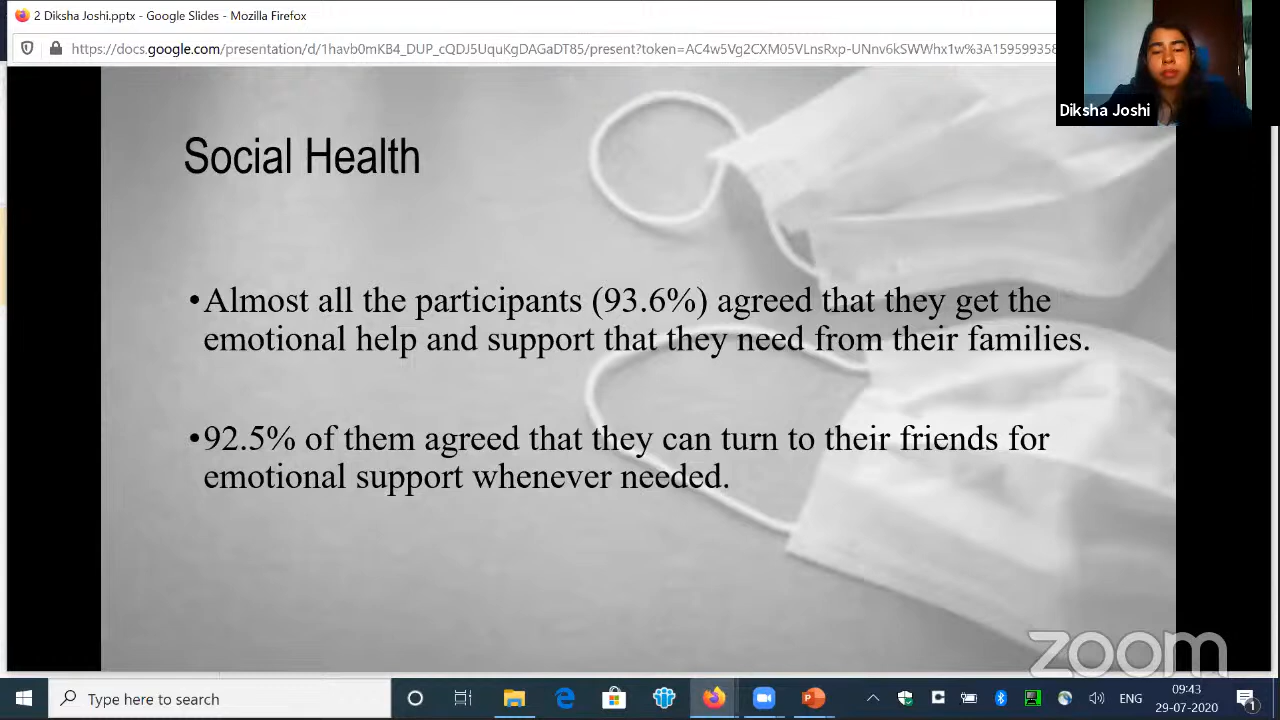 2 Diksha Joshi.pptx - Google Slides - Mozilla Firefox
https://docs.google.com/presentation/d/1havb0mKB4_DUP_cQDJ5UquKgDAGaDT85/present?token=AC4w5Vg2CXM05VLnsRxp-UNnv6kSWWhx1w%3A159599358
Diksha Joshi
Social Health
•Almost all the participants (93.6%) agreed that they get the
emotional help and support that they need from their families.
•92.5% of them agreed that they can turn to their friends for
emotional support whenever needed.
zoom
Type here to search
ENG
09:43
29-07-2020
1